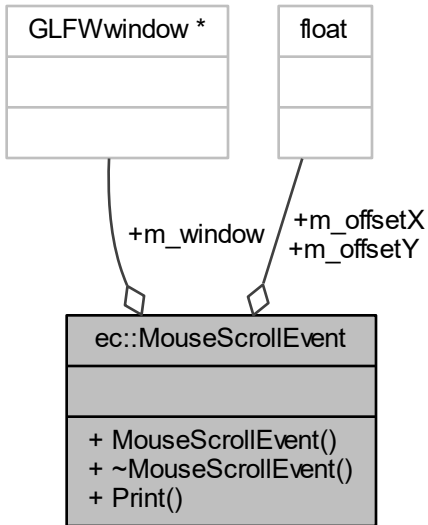 GLFWwindow *
float
+m_window
+m_offsetX
+m_offsetY
ec::MouseScrollEvent
+ MouseScrollEvent()
+ ~MouseScrollEvent()
+ Print()